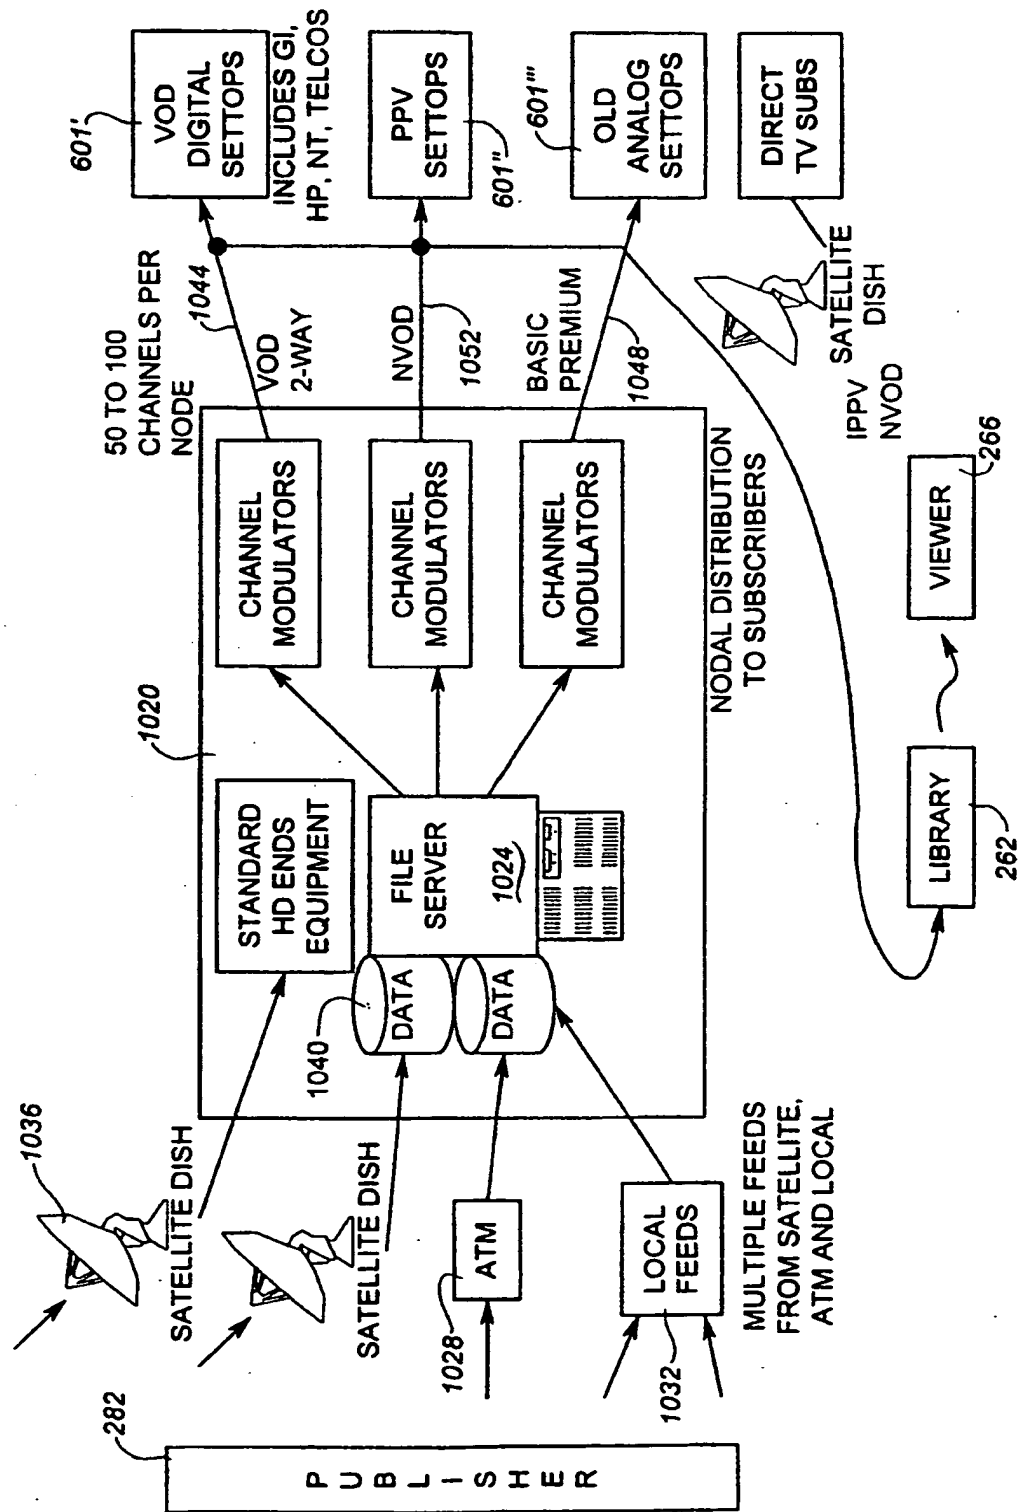 282
PUBLISHER
1036
SATELLITE DISH
SATELLITE DISH
1028
ATM
1032
LOCAL
FEEDS
MULTIPLE FEEDS
FROM SATELLITE,
ATM AND LOCAL
1020
STANDARD
HD ENDS
EQUIPMENT
1040
DATA
DATA
FILE
SERVER
1024
CHANNEL
MODULATORS
CHANNEL
MODULATORS
CHANNEL
MODULATORS
NODAL DISTRIBUTION
TO SUBSCRIBERS
50 TO 100
CHANNELS PER
NODE
1044
VOD
2-WAY
NVOD
1052
BASIC
PREMIUM
1048
601'
VOD
DIGITAL
SETTOPS
INCLUDES GI,
HP, NT, TELCOS
PPV
SETTOPS
601"
601"'
OLD
ANALOG
SETTOPS
DIRECT
TV SUBS
SATELLITE
DISH
IPPV
NVOD
LIBRARY
262
VIEWER
266